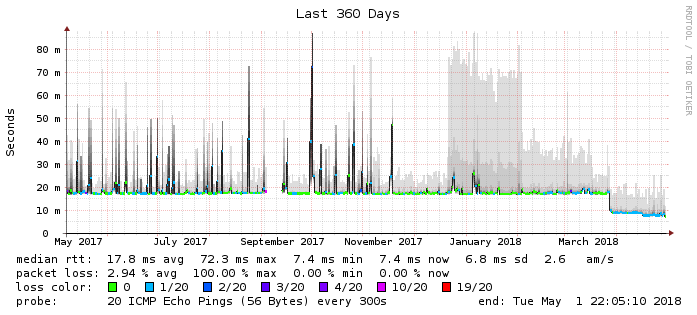 Last 360 Days
RRDTOOL / TOBI OETIKER
Seconds
80 m
70 m
60 m
50 m
40 m
30 m
20 m
10 m
0
May 2017 July 2017 September 2017 November 2017 January 2018 March 2018
median rtt: 17.8 ms avg 72.3 ms max 7.4 ms min 7.4 ms now 6.8 ms sd 2.6 am/s
packet loss: 2.94 % avg 100.00 % max 0.00 % min 0.00 % now
loss color: 0 1/20 2/20 3/20 4/20 10/20 19/20
probe: 20 ICMP Echo Pings (56 Bytes) every 300s end: Tue May 1 22:05:10 2018